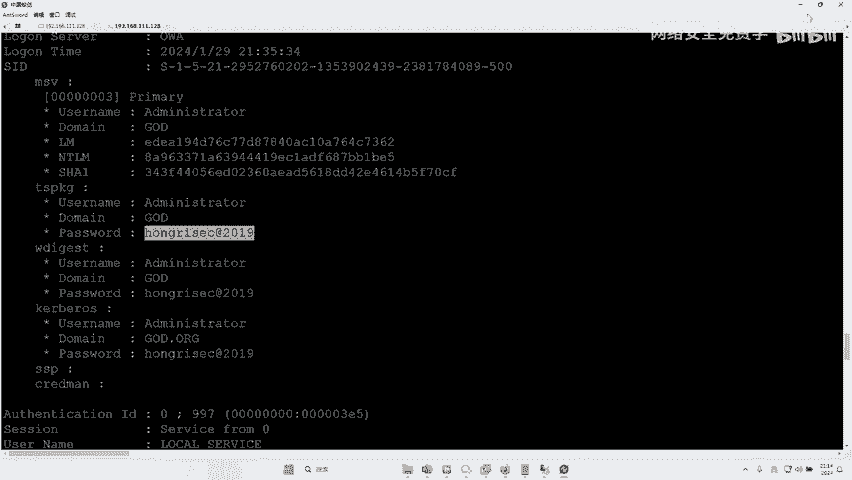 中国蚁剑
AntSword 编辑 窗口 调试
192.168.111.128 192.168.111.128
网络安全免费学 bilibili
Logon Server : OWA
Logon Time : 2024/1/29 21:35:34
SID : S-1-5-21-2952760202-1353902439-2381784089-500
msv :
[00000003] Primary
* Username : Administrator
* Domain : GOD
* LM : edea194d76c77d87840ac10a764c7362
* NTLM : 8a963371a63944419ec1adf687bb1be5
* SHA1 : 343f44056ed02360aead5618dd42e4614b5f70cf
tspkg :
* Username : Administrator
* Domain : GOD
* Password : hongrisec@2019
wdigest :
* Username : Administrator
* Domain : GOD
* Password : hongrisec@2019
kerberos :
* Username : Administrator
* Domain : GOD.ORG
* Password : hongrisec@2019
ssp :
credman :
Authentication Id : 0 ; 997 (00000000:000003e5)
Session : Service from 0
User Name : LOCAL SERVICE
搜索
21:14